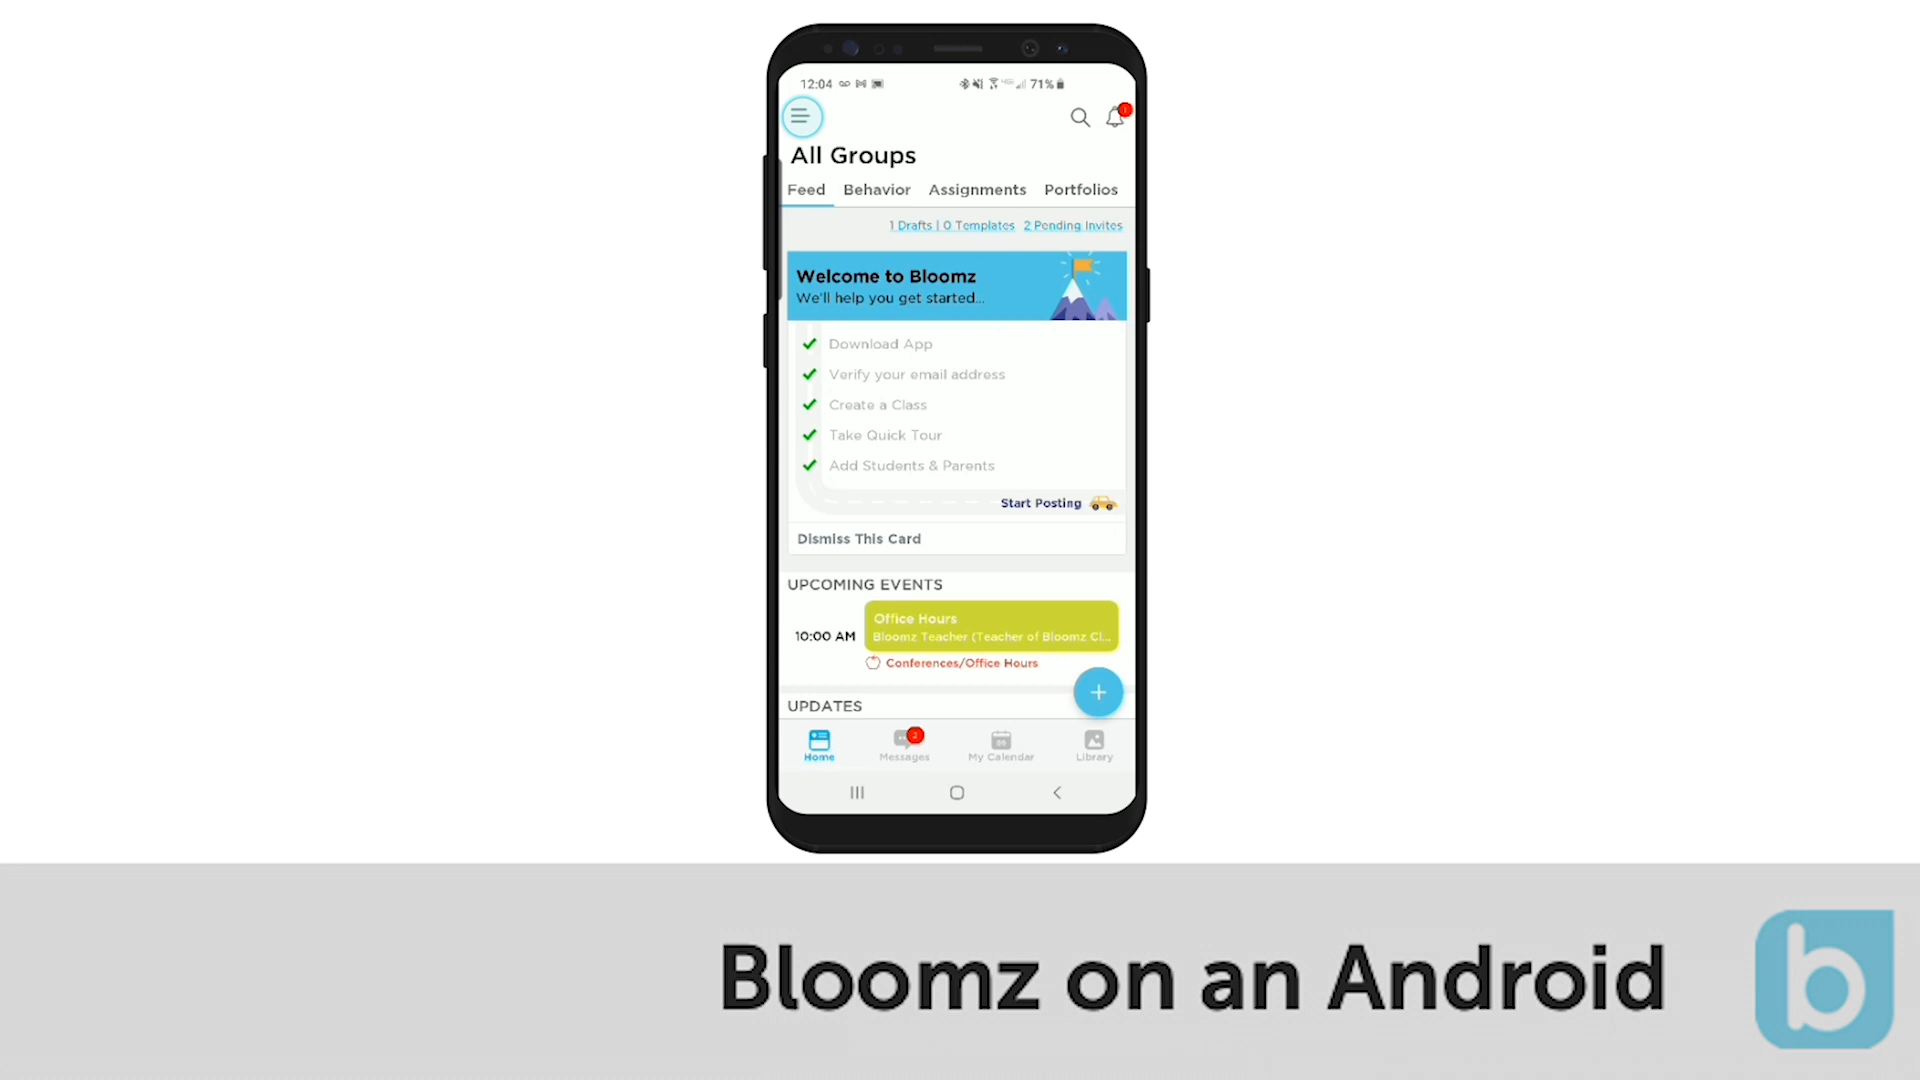 12:04 71%
All Groups
Feed Behavior Assignments Portfolios
1 Drafts | 0 Templates 2 Pending Invites
Welcome to Bloomz
We'll help you get started...
Download App
Verify your email address
Create a Class
Take Quick Tour
Add Students & Parents
Start Posting
Dismiss This Card
UPCOMING EVENTS
Office Hours
10:00 AM Bloomz Teacher (Teacher of Bloomz Cl...
Conferences/Office Hours
UPDATES
Home Messages My Calendar Library
Bloomz on an Android b